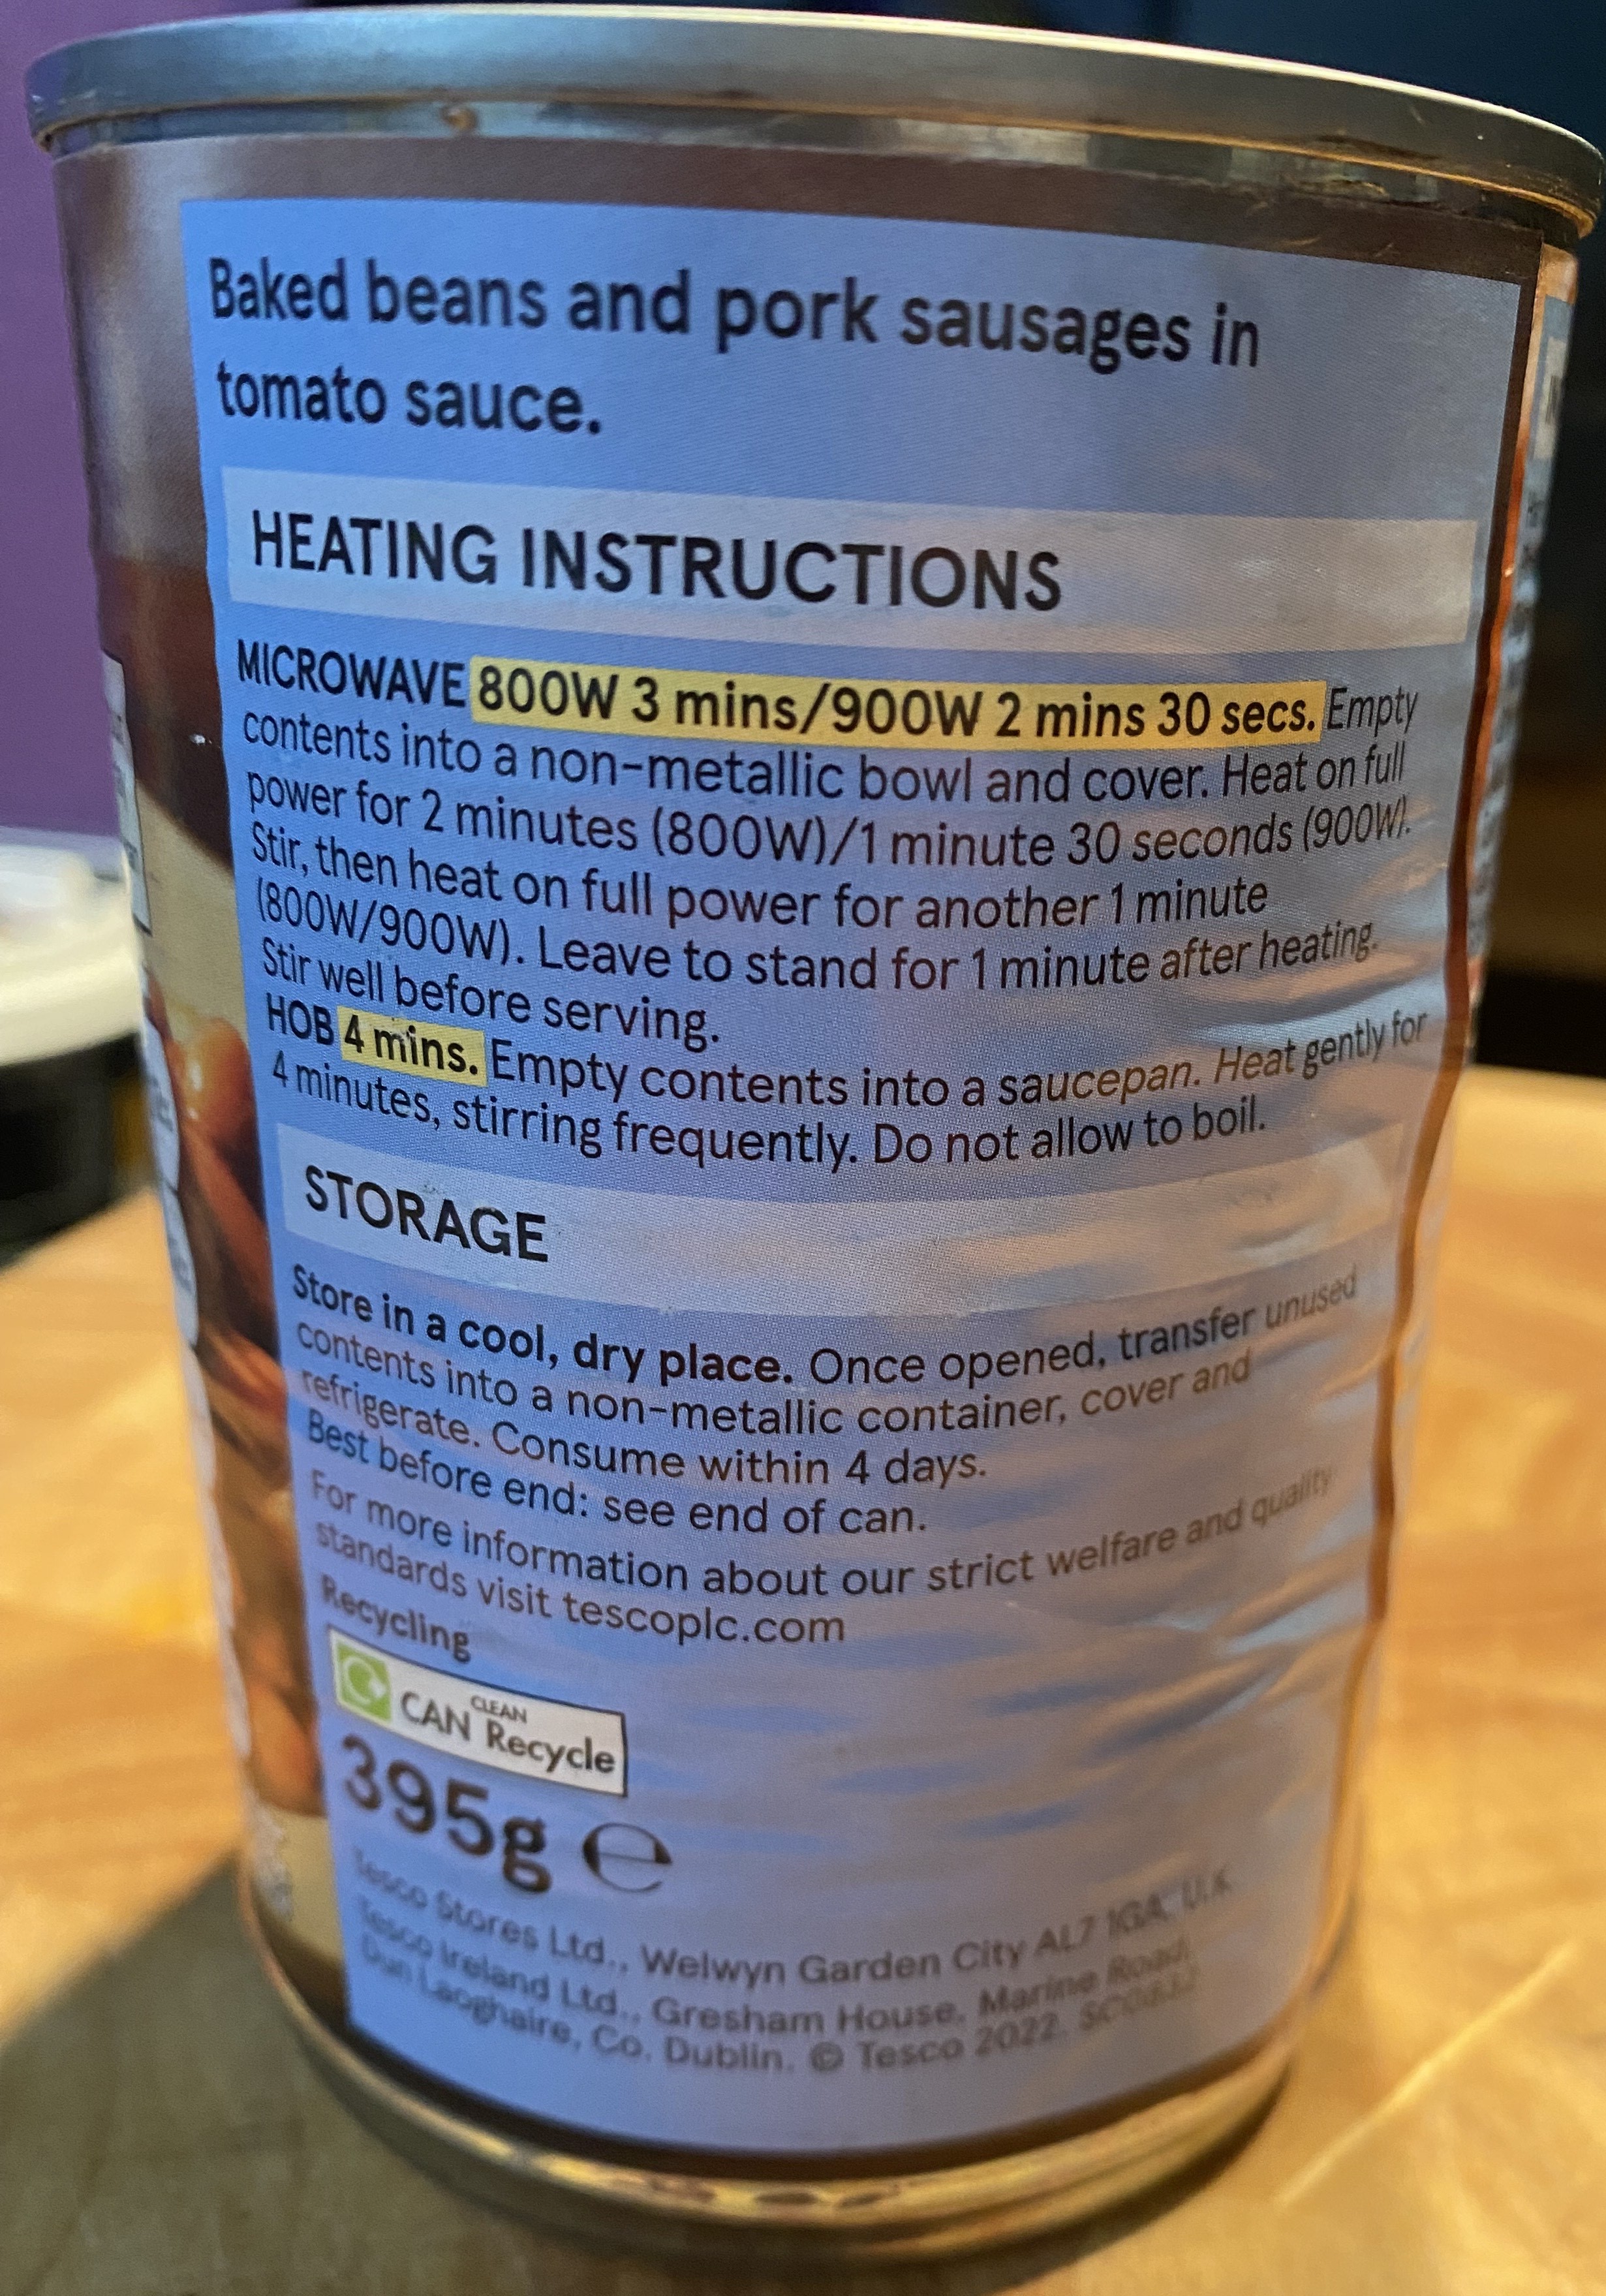 Baked beans and pork sausages in
tomato sauce.
HEATING INSTRUCTIONS
MICROWAVE 800W 3 mins/900W 2 mins 30 secs. Empty
contents into a non-metallic bowl and cover. Heat on full
power for 2 minutes (800W)/1 minute 30 seconds (900W).
Stir, then heat on full power for another 1 minute
(800W/900W). Leave to stand for 1 minute after heating.
Stir well before serving.
HOB 4 mins. Empty contents into a saucepan. Heat gently for
4 minutes, stirring frequently. Do not allow to boil.
STORAGE
Store in a cool, dry place. Once opened, transfer unused
contents into a non-metallic container, cover and
refrigerate. Consume within 4 days.
Best before end: see end of can.
For more information about our strict welfare and quality
standards visit tescoplc.com
Recycling
CLEAN
CAN Recycle
395g e
Tesco Stores Ltd., Welwyn Garden City AL7 1GA, U.K.
Tesco Ireland Ltd., Gresham House, Marine Road,
Dun Laoghaire, Co. Dublin. © Tesco 2022.